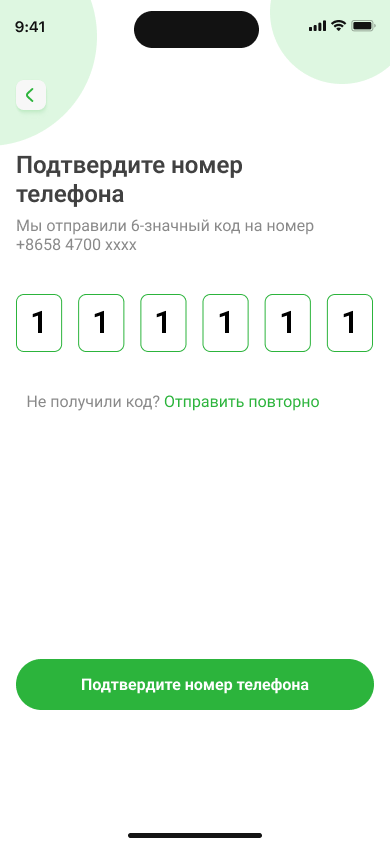 9:41
Подтвердите номер
телефона
Мы отправили 6-значный код на номер
+8658 4700 xxxx
1 1 1 1 1 1
Не получили код? Отправить повторно
Подтвердите номер телефона